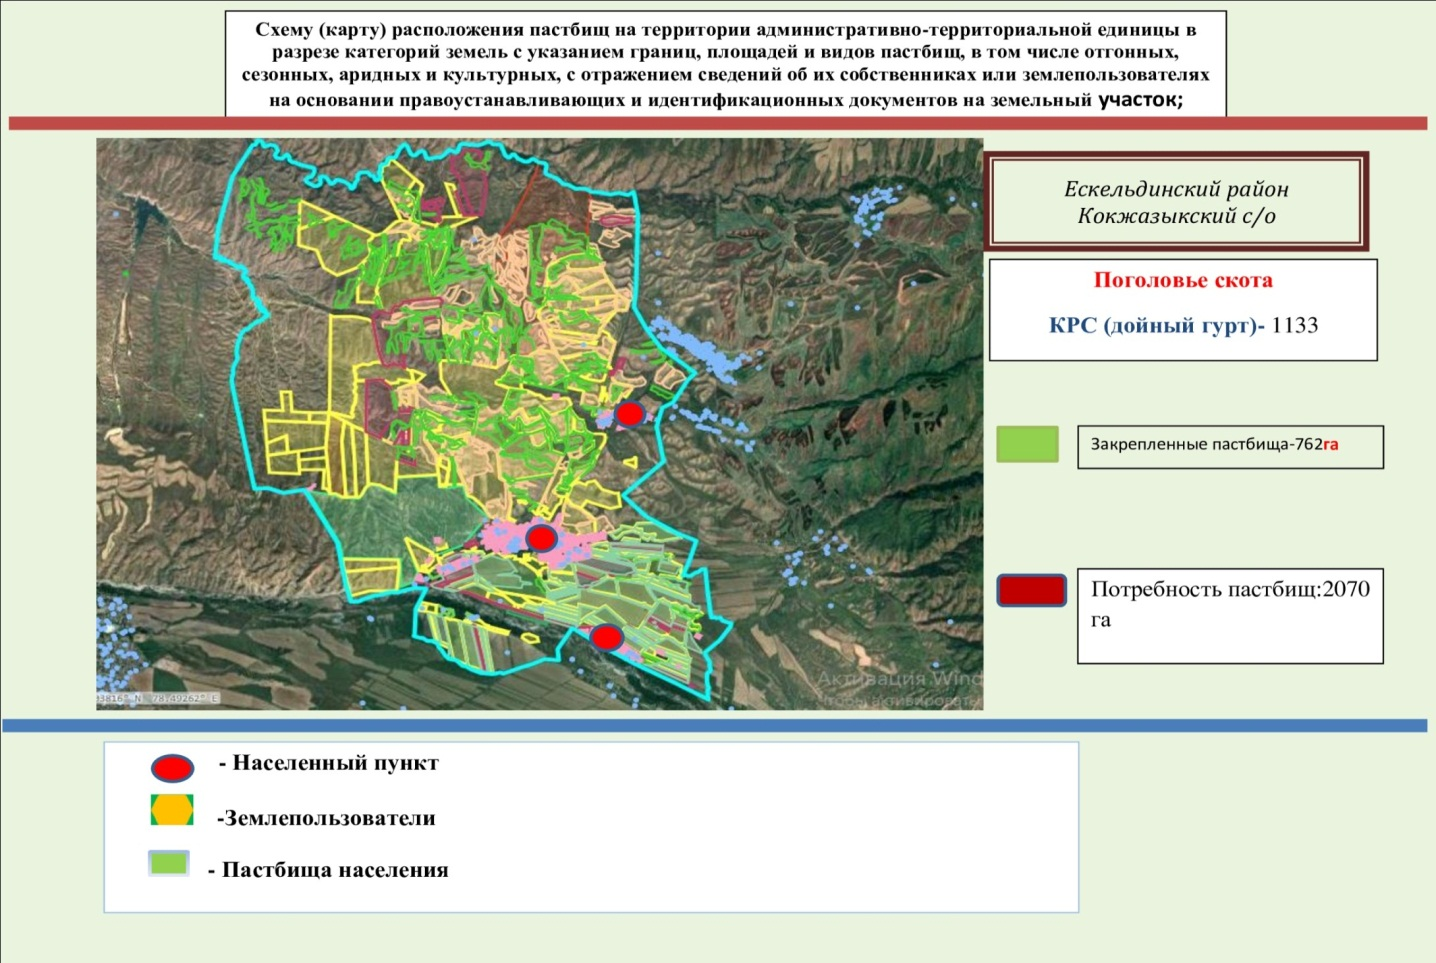 Схему (карту) расположения пастбищ на территории административно-территориальной единицы в
разрезе категорий земель с указанием границ, площадей и видов пастбищ, в том числе отгонных,
сезонных, аридных и культурных, с отражением сведений об их собственниках или землепользователях
на основании правоустанавливающих и идентификационных документов на земельный участок;
Ескельдинский район
Кокжазыкский с/о
Поголовье скота
КРС (дойный гурт)- 1133
Закрепленные пастбища-762га
Потребность пастбищ:2070
га
Активация Wind
- Населенный пункт
-Землепользователи
- Пастбища населения